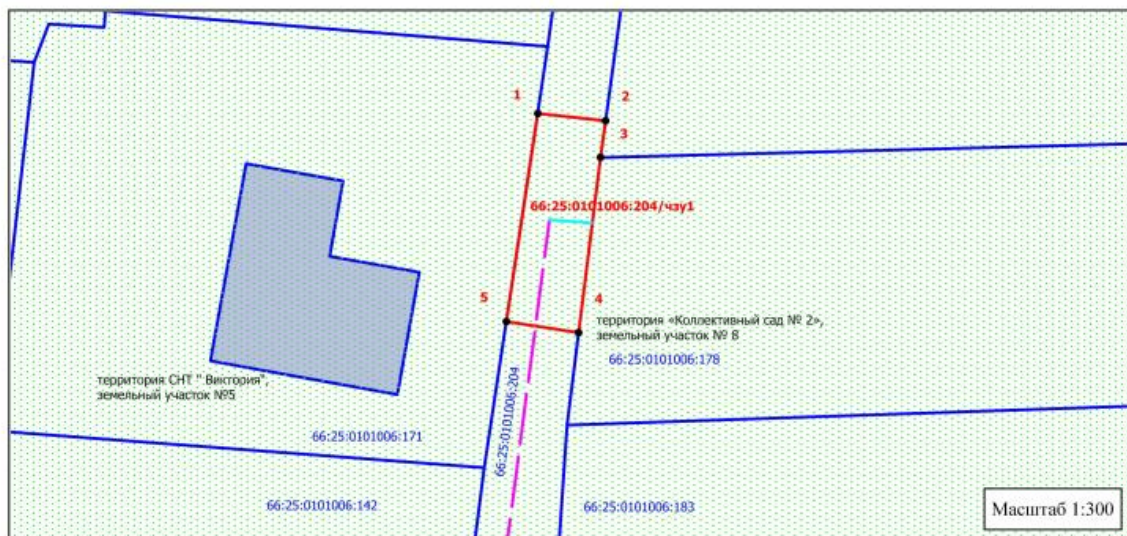 1
2
3
66:25:0101006:204/чзу1
5
4
территория «Коллективный сад № 2»,
земельный участок № 8
66:25:0101006:178
территория СНТ " Виктория",
земельный участок №5
66:25:0101006:204
66:25:0101006:171
66:25:0101006:142
66:25:0101006:183
Масштаб 1:300